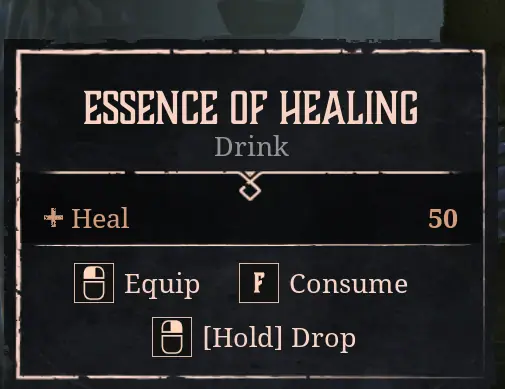 ESSENCE OF HEALING
Drink
+ Heal 50
Equip F Consume
[Hold] Drop